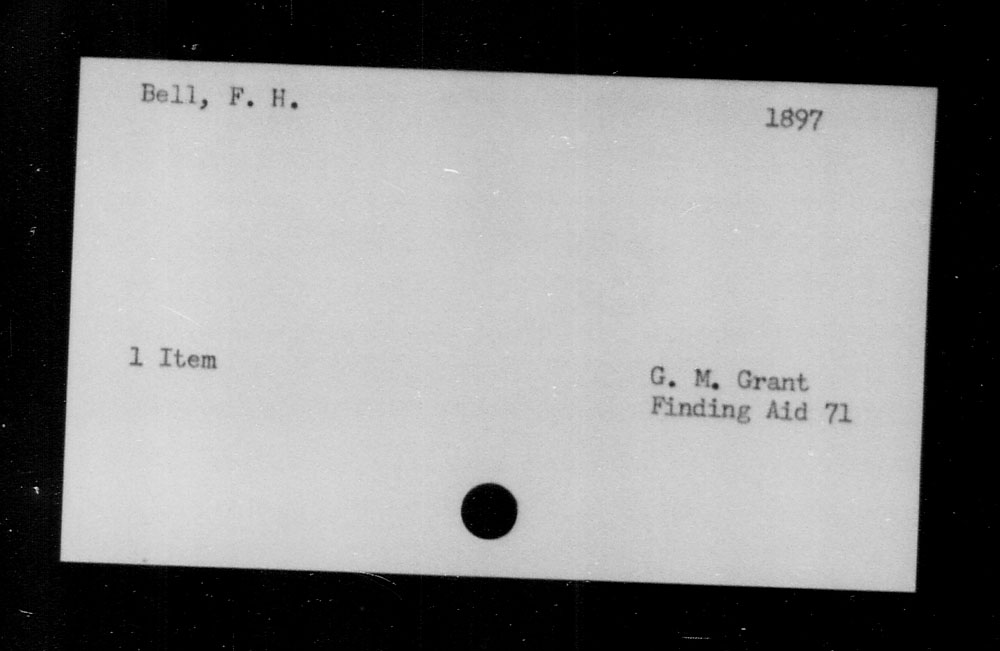 Bell, F. H.
1897
1 Item
G. M. Grant
Finding Aid 71